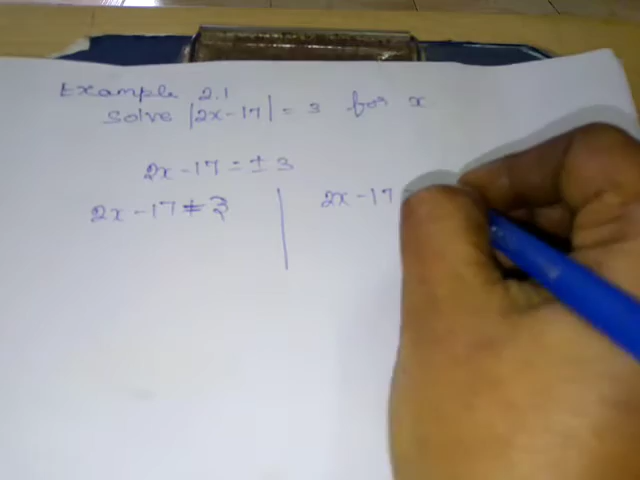 Example 2.1
Solve |2x-17| = 3 for x
2x-17 = ±3
2x-17 = 3
2x-17